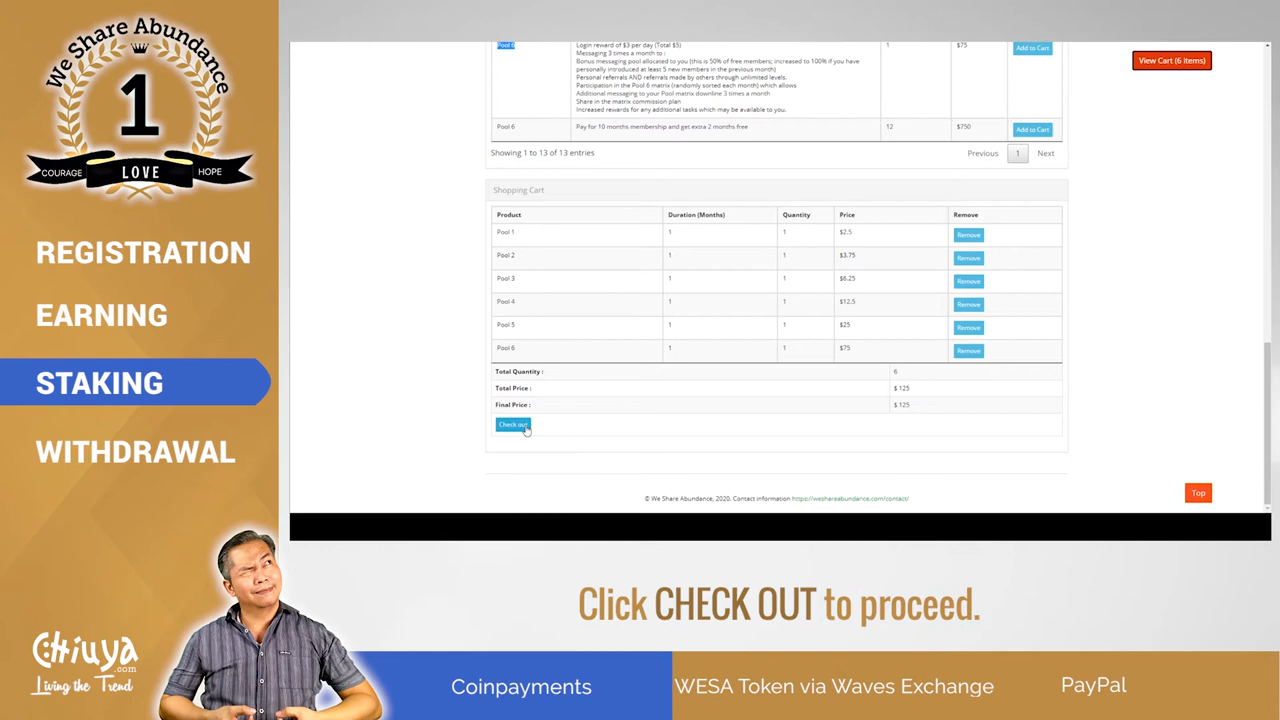 We Share Abundance
1
COURAGE LOVE HOPE
REGISTRATION
EARNING
STAKING
WITHDRAWAL
CHiUYA
.com
Living the Trend
Pool 6
Login reward of $3 per day (Total $5)
Messaging 3 times a month to :
Bonus messaging pool allocated to you (this is 50% of free members; increased to 100% if you have
personally introduced at least 5 new members in the previous month)
Personal referrals AND referrals made by others through unlimited levels.
Participation in the Pool 6 matrix (randomly sorted each month) which allows
Additional messaging to your Pool matrix downline 3 times a month
Share in the matrix commission plan
Increased rewards for any additional tasks which may be available to you.
1
$75
Add to Cart
View Cart (6 items)
Pool 6 Pay for 10 months membership and get extra 2 months free 12 $750 Add to Cart
Showing 1 to 13 of 13 entries Previous 1 Next
Shopping Cart
Product Duration (Months) Quantity Price Remove
Pool 1 1 1 $2.5 Remove
Pool 2 1 1 $3.75 Remove
Pool 3 1 1 $6.25 Remove
Pool 4 1 1 $12.5 Remove
Pool 5 1 1 $25 Remove
Pool 6 1 1 $75 Remove
Total Quantity : 6
Total Price : $ 125
Final Price : $ 125
Check out
© We Share Abundance, 2020. Contact information https://weshareabundance.com/contact/
Top
Click CHECK OUT to proceed.
Coinpayments WESA Token via Waves Exchange PayPal